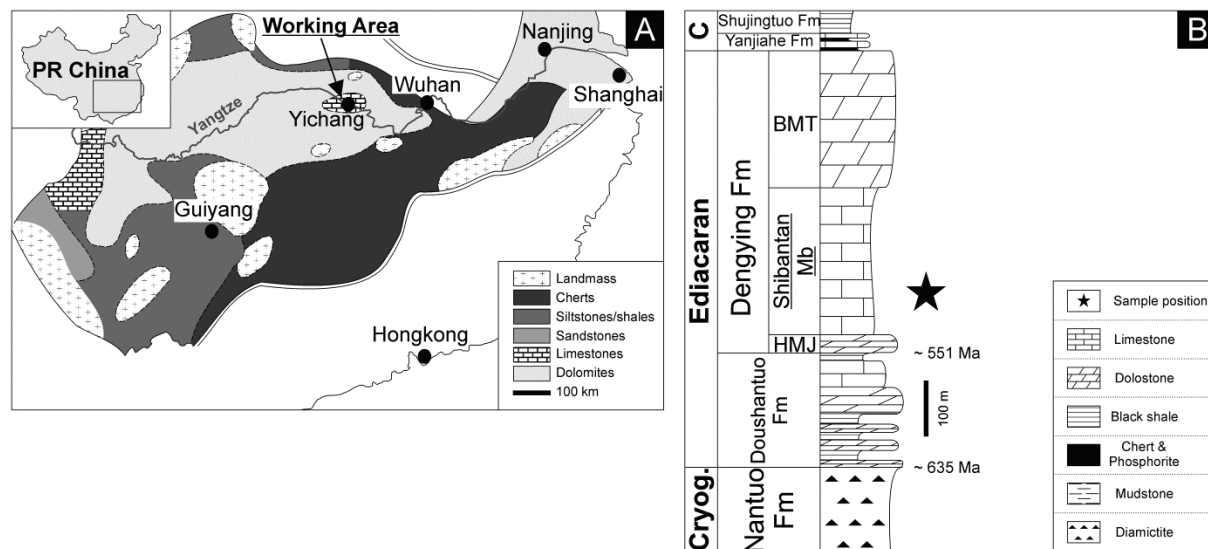 A
PR China
Working Area
Nanjing
Wuhan
Shanghai
Yangtze
Yichang
Guiyang
Hongkong
Landmass
Cherts
Siltstones/shales
Sandstones
Limestones
Dolomites
100 km
B
C
Shujingtuo Fm
Yanjiahe Fm
Ediacaran
Dengying Fm
BMT
Shibantan
Mb
HMJ
~ 551 Ma
Doushantuo
Fm
100 m
~ 635 Ma
Cryog.
Nantuo
Fm
Sample position
Limestone
Dolostone
Black shale
Chert &
Phosphorite
Mudstone
Diamictite